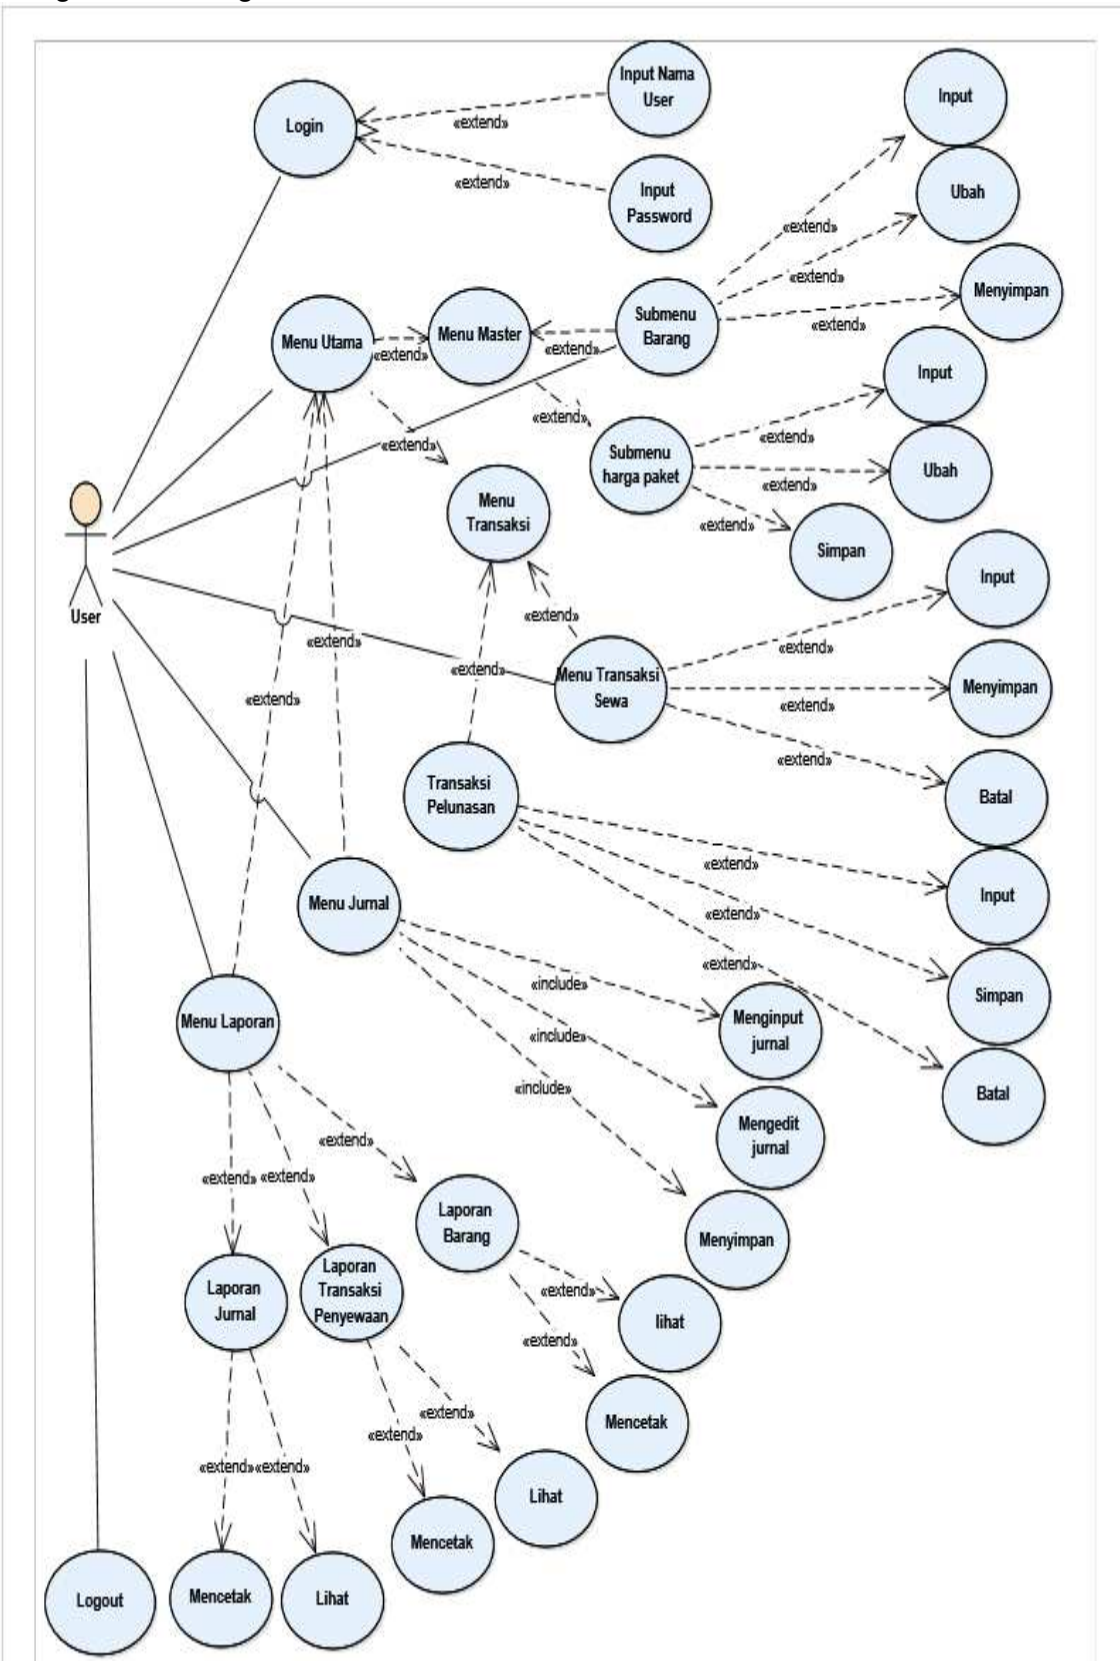 Input Nama
User
Input
Login
«extend»
«extend»
Input
Password
Ubah
«extend»
«extend»
Menyimpan
Submenu
Barang
«extend»
Menu Utama
«extend»
Menu Master
«extend»
Input
«extend»
«extend»
«extend»
Submenu
harga paket
«extend»
Ubah
«extend»
«extend»
Simpan
Menu
Transaksi
Input
User
«extend»
«extend»
«extend»
«extend»
«extend»
Menu Transaksi
Sewa
Menyimpan
«extend»
«extend»
Batal
Transaksi
Pelunasan
«extend»
Input
«extend»
«extend»
Simpan
Menu Jurnal
«include»
Menginput
jurnal
«include»
Batal
«include»
Mengedit
jurnal
Menu Laporan
«extend»
«extend»
«extend»
Laporan
Barang
Menyimpan
Laporan
Jurnal
Laporan
Transaksi
Penyewaan
«extend»
lihat
«extend»
Mencetak
«extend»
«extend»
«extend»
«extend»
Lihat
Mencetak
Logout
Mencetak
Lihat